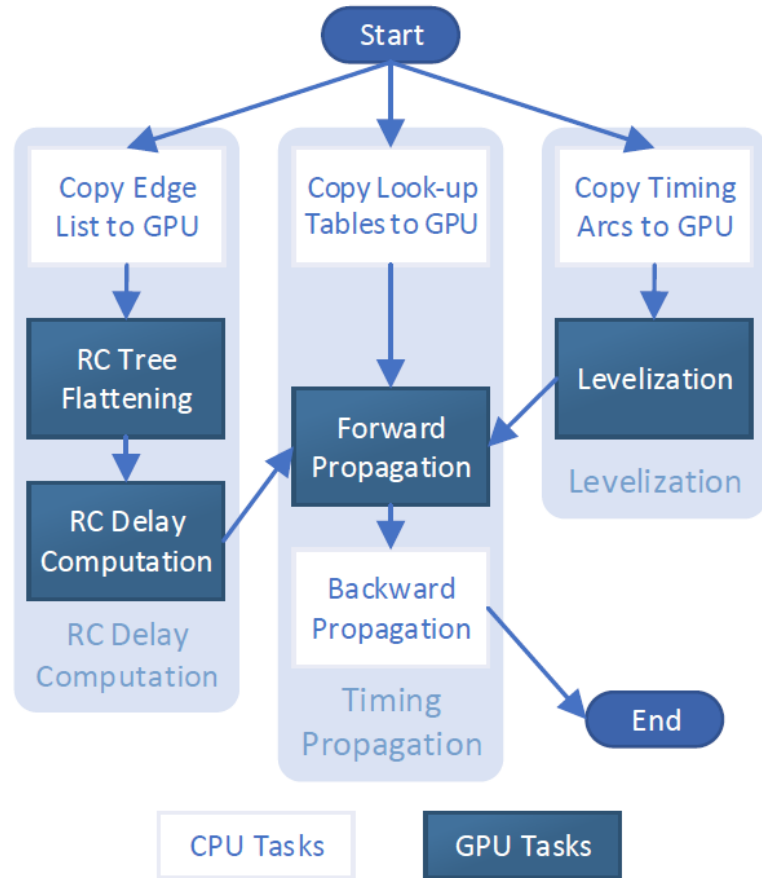 Start
Copy Edge
List to GPU
RC Tree
Flattening
RC Delay
Computation
RC Delay
Computation
Copy Look-up
Tables to GPU
Forward
Propagation
Backward
Propagation
Timing
Propagation
Copy Timing
Arcs to GPU
Levelization
Levelization
End
CPU Tasks
GPU Tasks